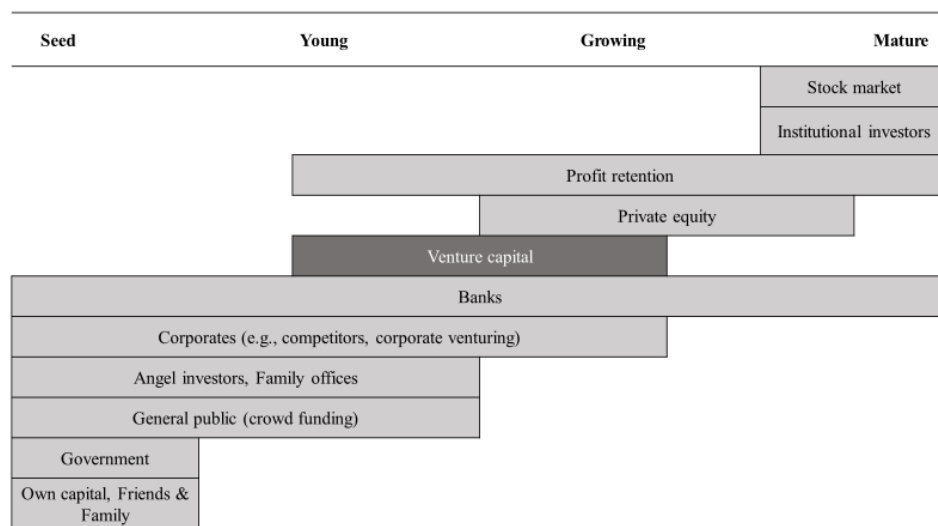 Seed Young Growing Mature
Stock market
Institutional investors
Profit retention
Private equity
Venture capital
Banks
Corporates (e.g., competitors, corporate venturing)
Angel investors, Family offices
General public (crowd funding)
Government
Own capital, Friends &
Family